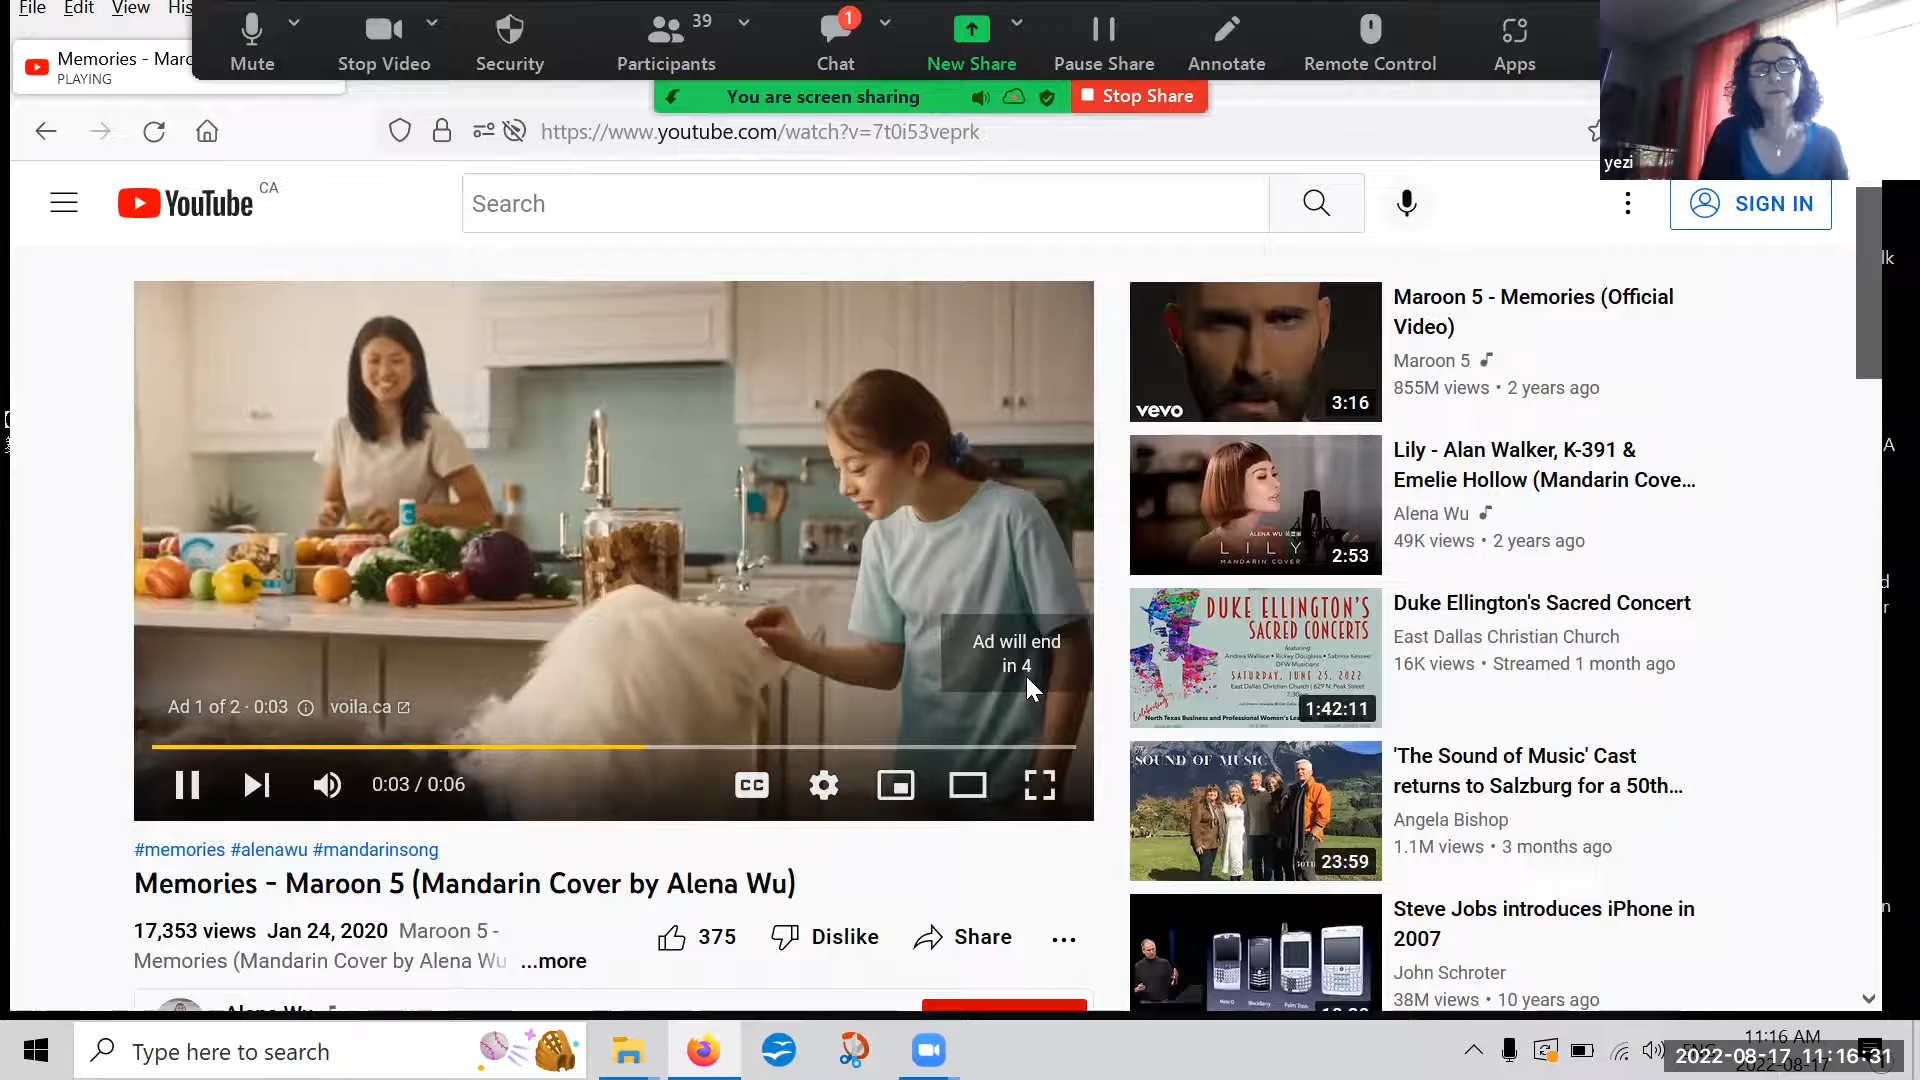 File Edit View His
Mute
Stop Video
Security
39
Participants
1
Chat
New Share
Pause Share
Annotate
Remote Control
Apps
Memories - Maro
PLAYING
You are screen sharing
Stop Share
https://www.youtube.com/watch?v=7t0i53veprk
yezi
YouTube CA
Search
SIGN IN
Ad will end
in 4
Ad 1 of 2 · 0:03
voila.ca
0:03 / 0:06
CC
#memories #alenawu #mandarinsong
Memories - Maroon 5 (Mandarin Cover by Alena Wu)
17,353 views Jan 24, 2020 Maroon 5 -
Memories (Mandarin Cover by Alena Wu ...more
375
Dislike
Share
Alena Wu
vevo
3:16
Maroon 5 - Memories (Official
Video)
Maroon 5
855M views • 2 years ago
LILY
MANDARIN COVER
2:53
Lily - Alan Walker, K-391 &
Emelie Hollow (Mandarin Cove...
Alena Wu
49K views • 2 years ago
DUKE ELLINGTON'S
SACRED CONCERTS
featuring
SATURDAY, JUNE 25, 2022
1:42:11
Duke Ellington's Sacred Concert
East Dallas Christian Church
16K views • Streamed 1 month ago
SOUND OF MUSIC
23:59
'The Sound of Music' Cast
returns to Salzburg for a 50th...
Angela Bishop
1.1M views • 3 months ago
Steve Jobs introduces iPhone in
2007
John Schroter
38M views • 10 years ago
Type here to search
11:16 AM
2022-08-17 11:16:31